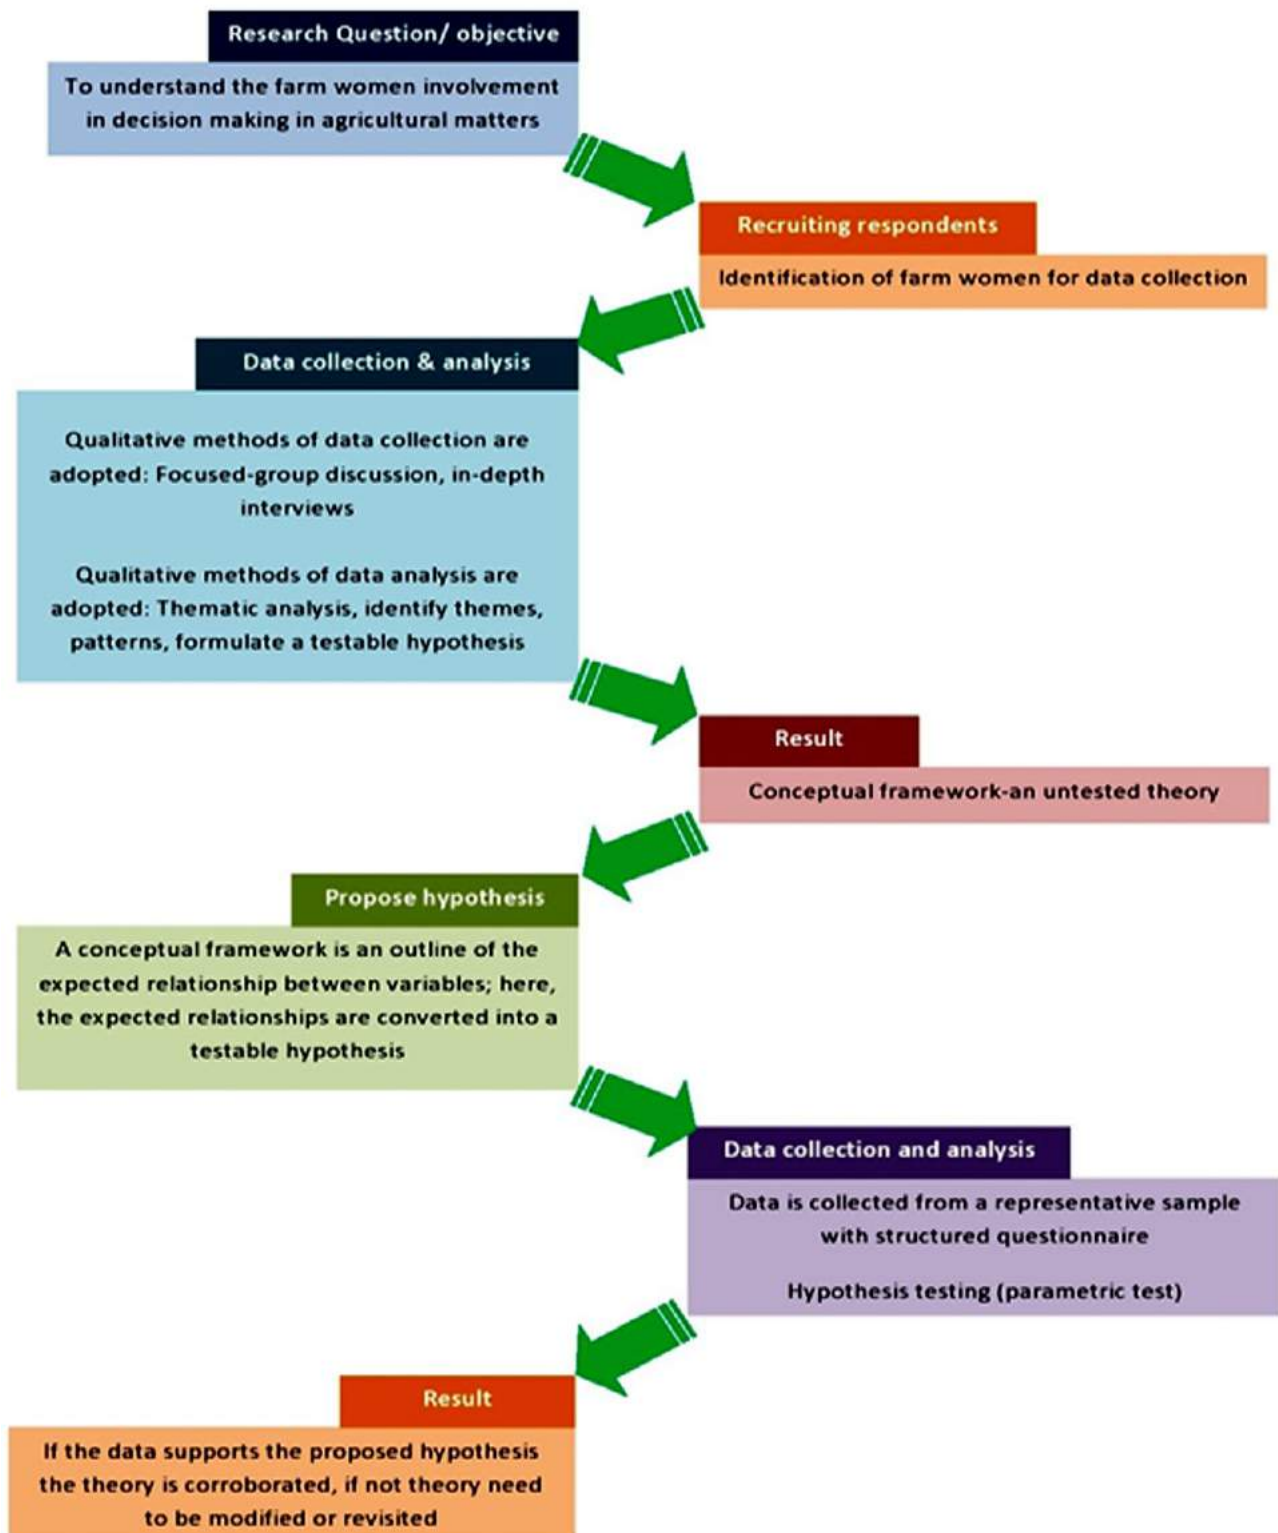 Research Question/ objective
To understand the farm women involvement
in decision making in agricultural matters
Recruiting respondents
Identification of farm women for data collection
Data collection & analysis
Qualitative methods of data collection are
adopted: Focused-group discussion, in-depth
interviews
Qualitative methods of data analysis are
adopted: Thematic analysis, identify themes,
patterns, formulate a testable hypothesis
Result
Conceptual framework-an untested theory
Propose hypothesis
A conceptual framework is an outline of the
expected relationship between variables; here,
the expected relationships are converted into a
testable hypothesis
Data collection and analysis
Data is collected from a representative sample
with structured questionnaire
Hypothesis testing (parametric test)
Result
If the data supports the proposed hypothesis
the theory is corroborated, if not theory need
to be modified or revisited